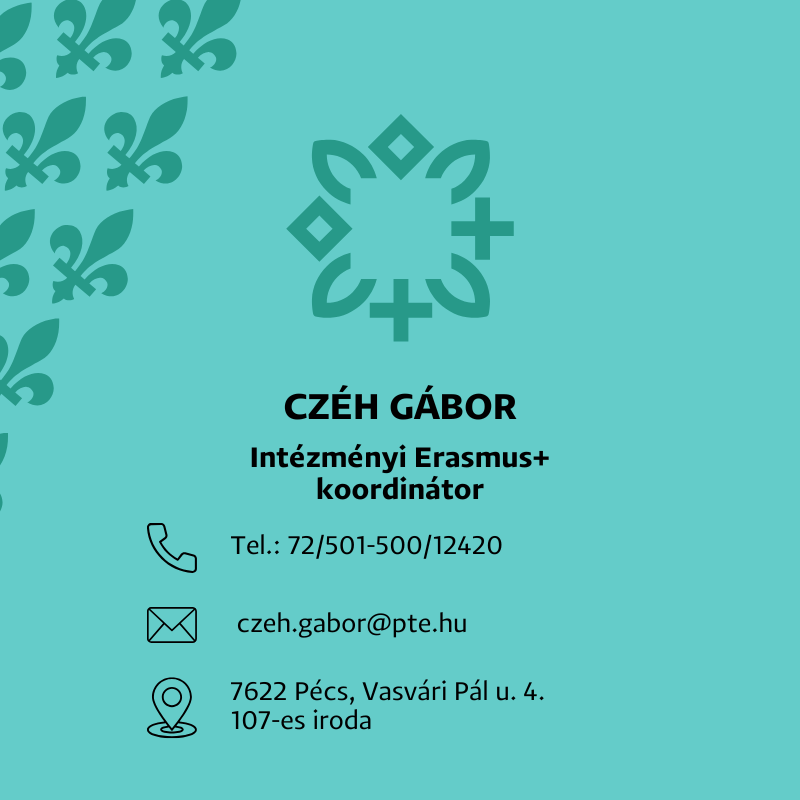 CZÉH GÁBOR
Intézményi Erasmus+
koordinátor
Tel.: 72/501-500/12420
czeh.gabor@pte.hu
7622 Pécs, Vasvári Pál u. 4.
107-es iroda